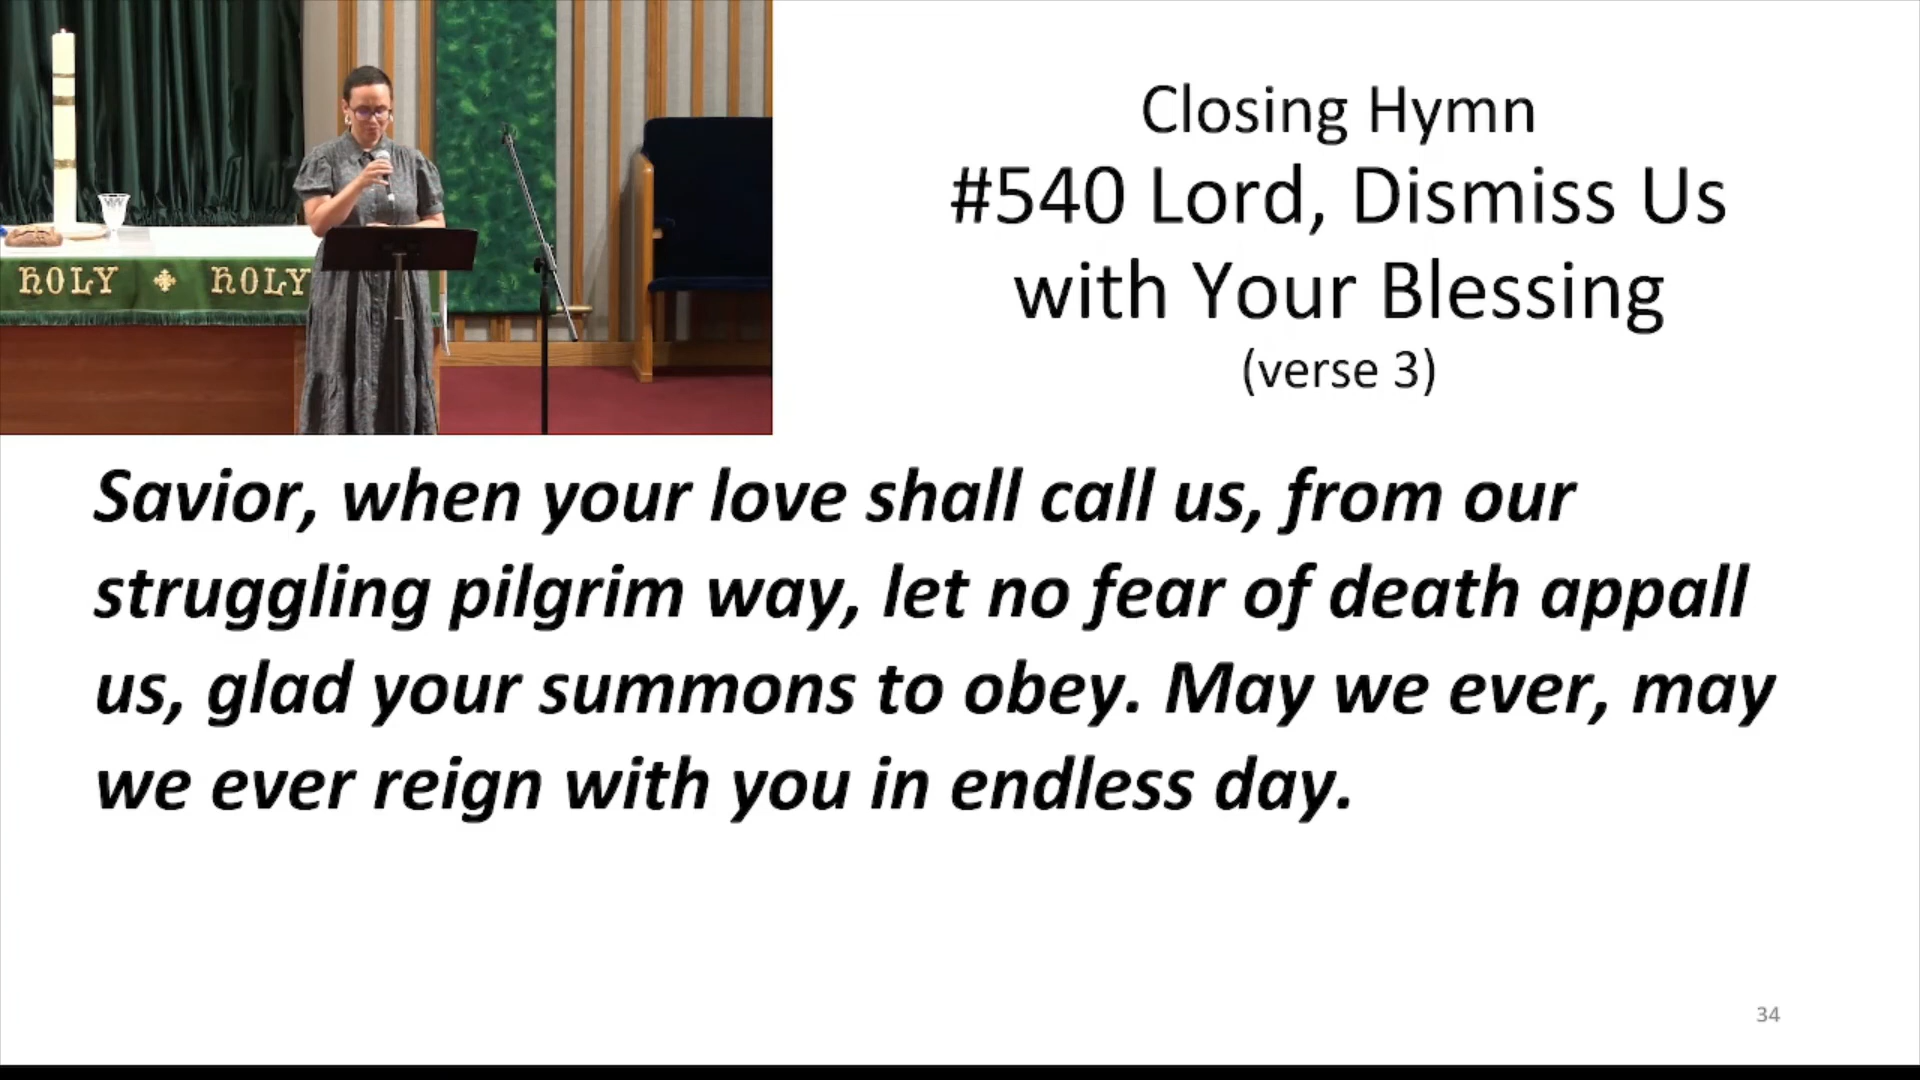 HOLY HOLY
Closing Hymn
#540 Lord, Dismiss Us
with Your Blessing
(verse 3)
Savior, when your love shall call us, from our
struggling pilgrim way, let no fear of death appall
us, glad your summons to obey. May we ever, may
we ever reign with you in endless day.
34